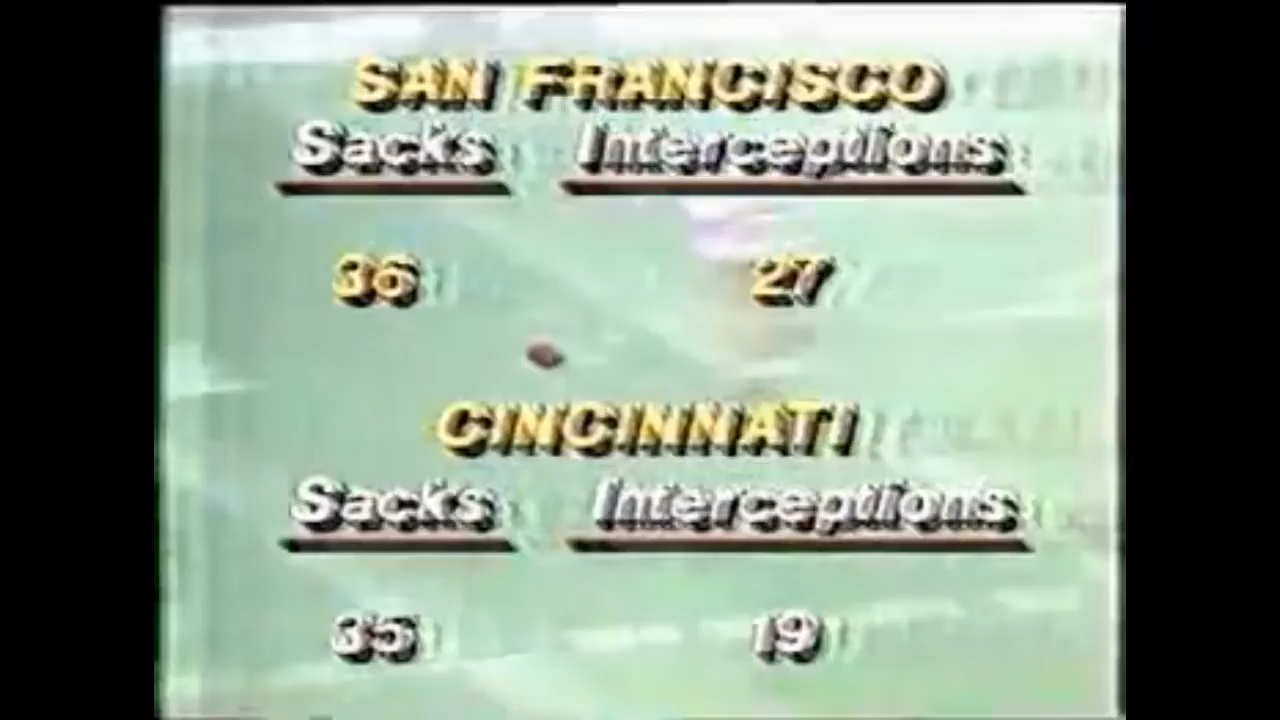 SAN FRANCISCO
Sacks Interceptions
36 27
CINCINNATI
Sacks Interceptions
35 19